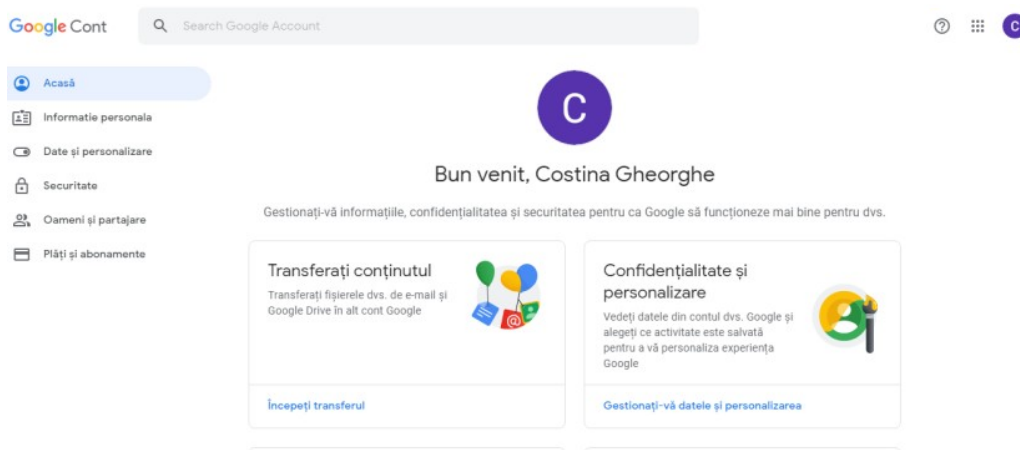 Google Cont
Search Google Account
C
Acasă
Informatie personala
Date și personalizare
Securitate
Oameni și partajare
Plăți și abonamente
C
Bun venit, Costina Gheorghe
Gestionați-vă informațiile, confidențialitatea și securitatea pentru ca Google să funcționeze mai bine pentru dvs.
Transferați conținutul
Transferați fișierele dvs. de e-mail și
Google Drive în alt cont Google
Începeți transferul
Confidențialitate și
personalizare
Vedeți datele din contul dvs. Google și
alegeți ce activitate este salvată
pentru a vă personaliza experiența
Google
Gestionați-vă datele și personalizarea